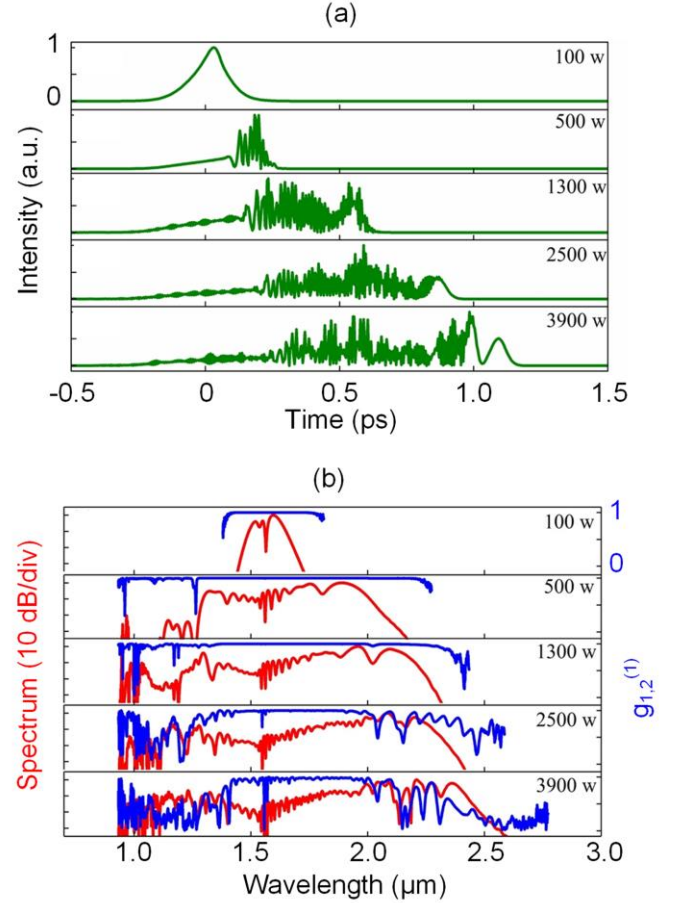 (a)
1
0
100 w
500 w
1300 w
2500 w
3900 w
Intensity (a.u.)
-0.5 0 0.5 1.0 1.5
Time (ps)
(b)
1
0
100 w
500 w
1300 w
2500 w
3900 w
Spectrum (10 dB/div)
g1,2(1)
1.0 1.5 2.0 2.5 3.0
Wavelength (μm)